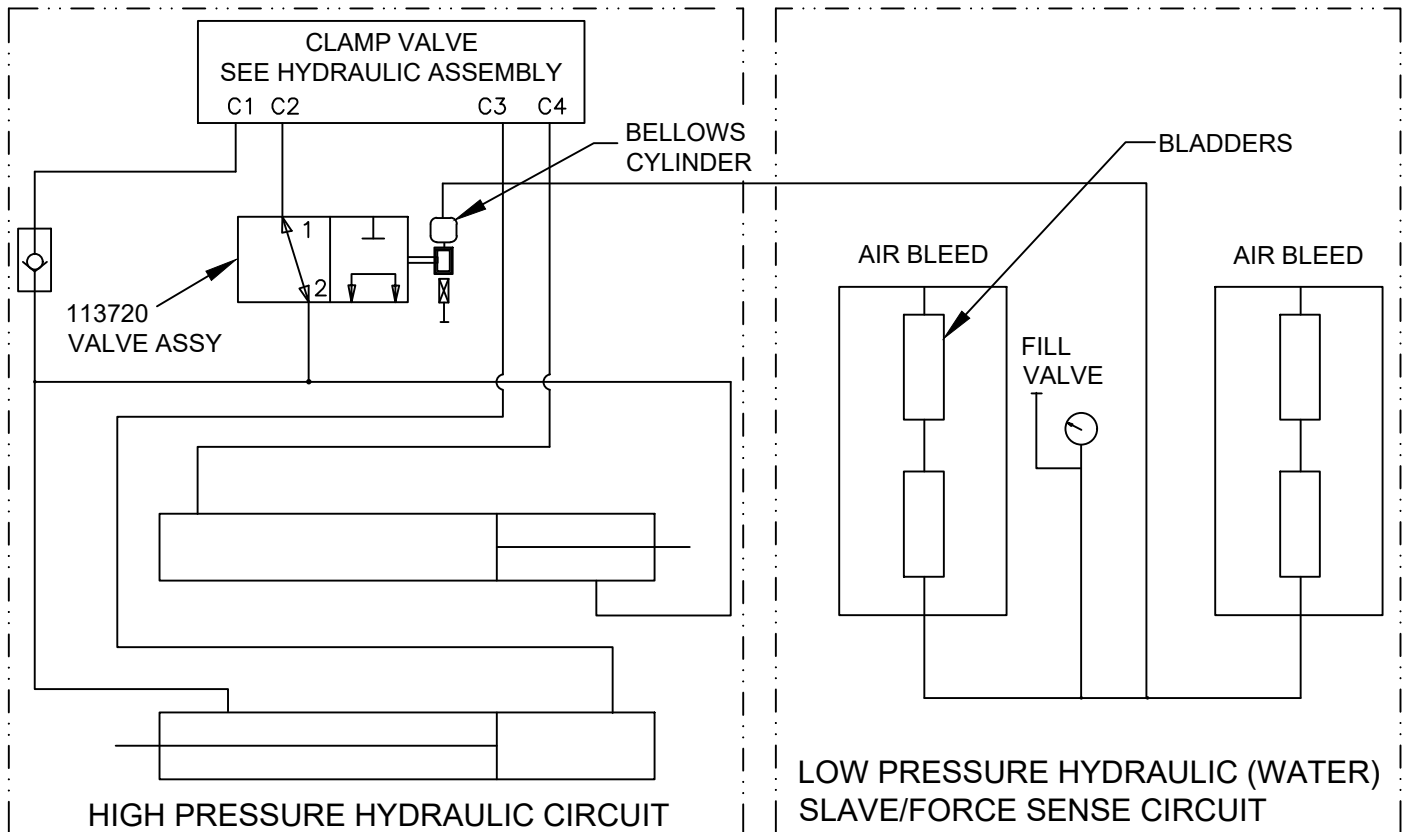 CLAMP VALVE
SEE HYDRAULIC ASSEMBLY
C1 C2 C3 C4
BELLOWS
CYLINDER
1
2
113720
VALVE ASSY
HIGH PRESSURE HYDRAULIC CIRCUIT
BLADDERS
AIR BLEED
AIR BLEED
FILL
VALVE
LOW PRESSURE HYDRAULIC (WATER)
SLAVE/FORCE SENSE CIRCUIT